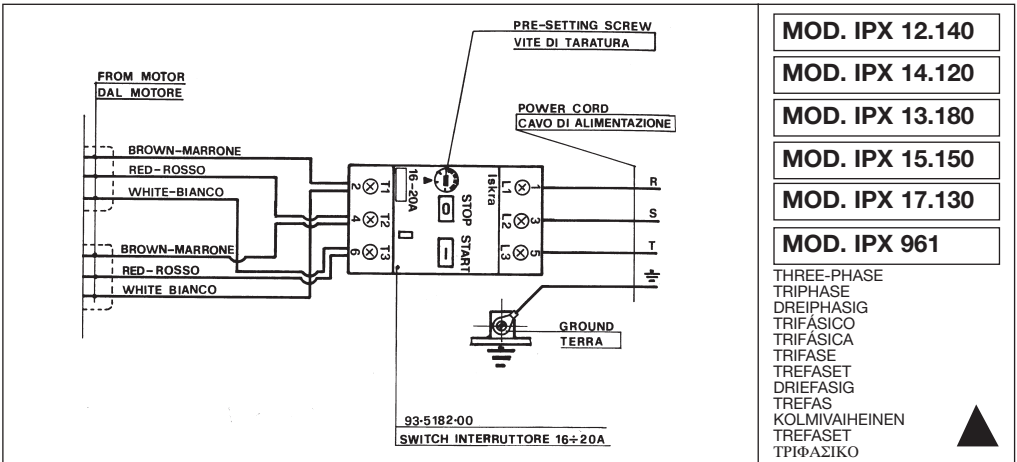 PRE-SETTING SCREW
VITE DI TARATURA
FROM MOTOR
DAL MOTORE
POWER CORD
CAVO DI ALIMENTAZIONE
BROWN-MARRONE
RED-ROSSO
WHITE-BIANCO
BROWN-MARRONE
RED-ROSSO
WHITE BIANCO
2 T1
4 T2
6 T3
16-20A
STOP
0
START
I
Iskra
L1 1
L2 3
L3 5
R
S
T
GROUND
TERRA
93-5182-00
SWITCH INTERRUTTORE 16÷20A
MOD. IPX 12.140
MOD. IPX 14.120
MOD. IPX 13.180
MOD. IPX 15.150
MOD. IPX 17.130
MOD. IPX 961
THREE-PHASE
TRIPHASE
DREIPHASIG
TRIFÁSICO
TRIFÁSICA
TRIFASE
TREFASET
DRIEFASIG
TREFAS
KOLMIVAIHEINEN
TREFASET
ΤΡΙΦΑΣΙΚΟ